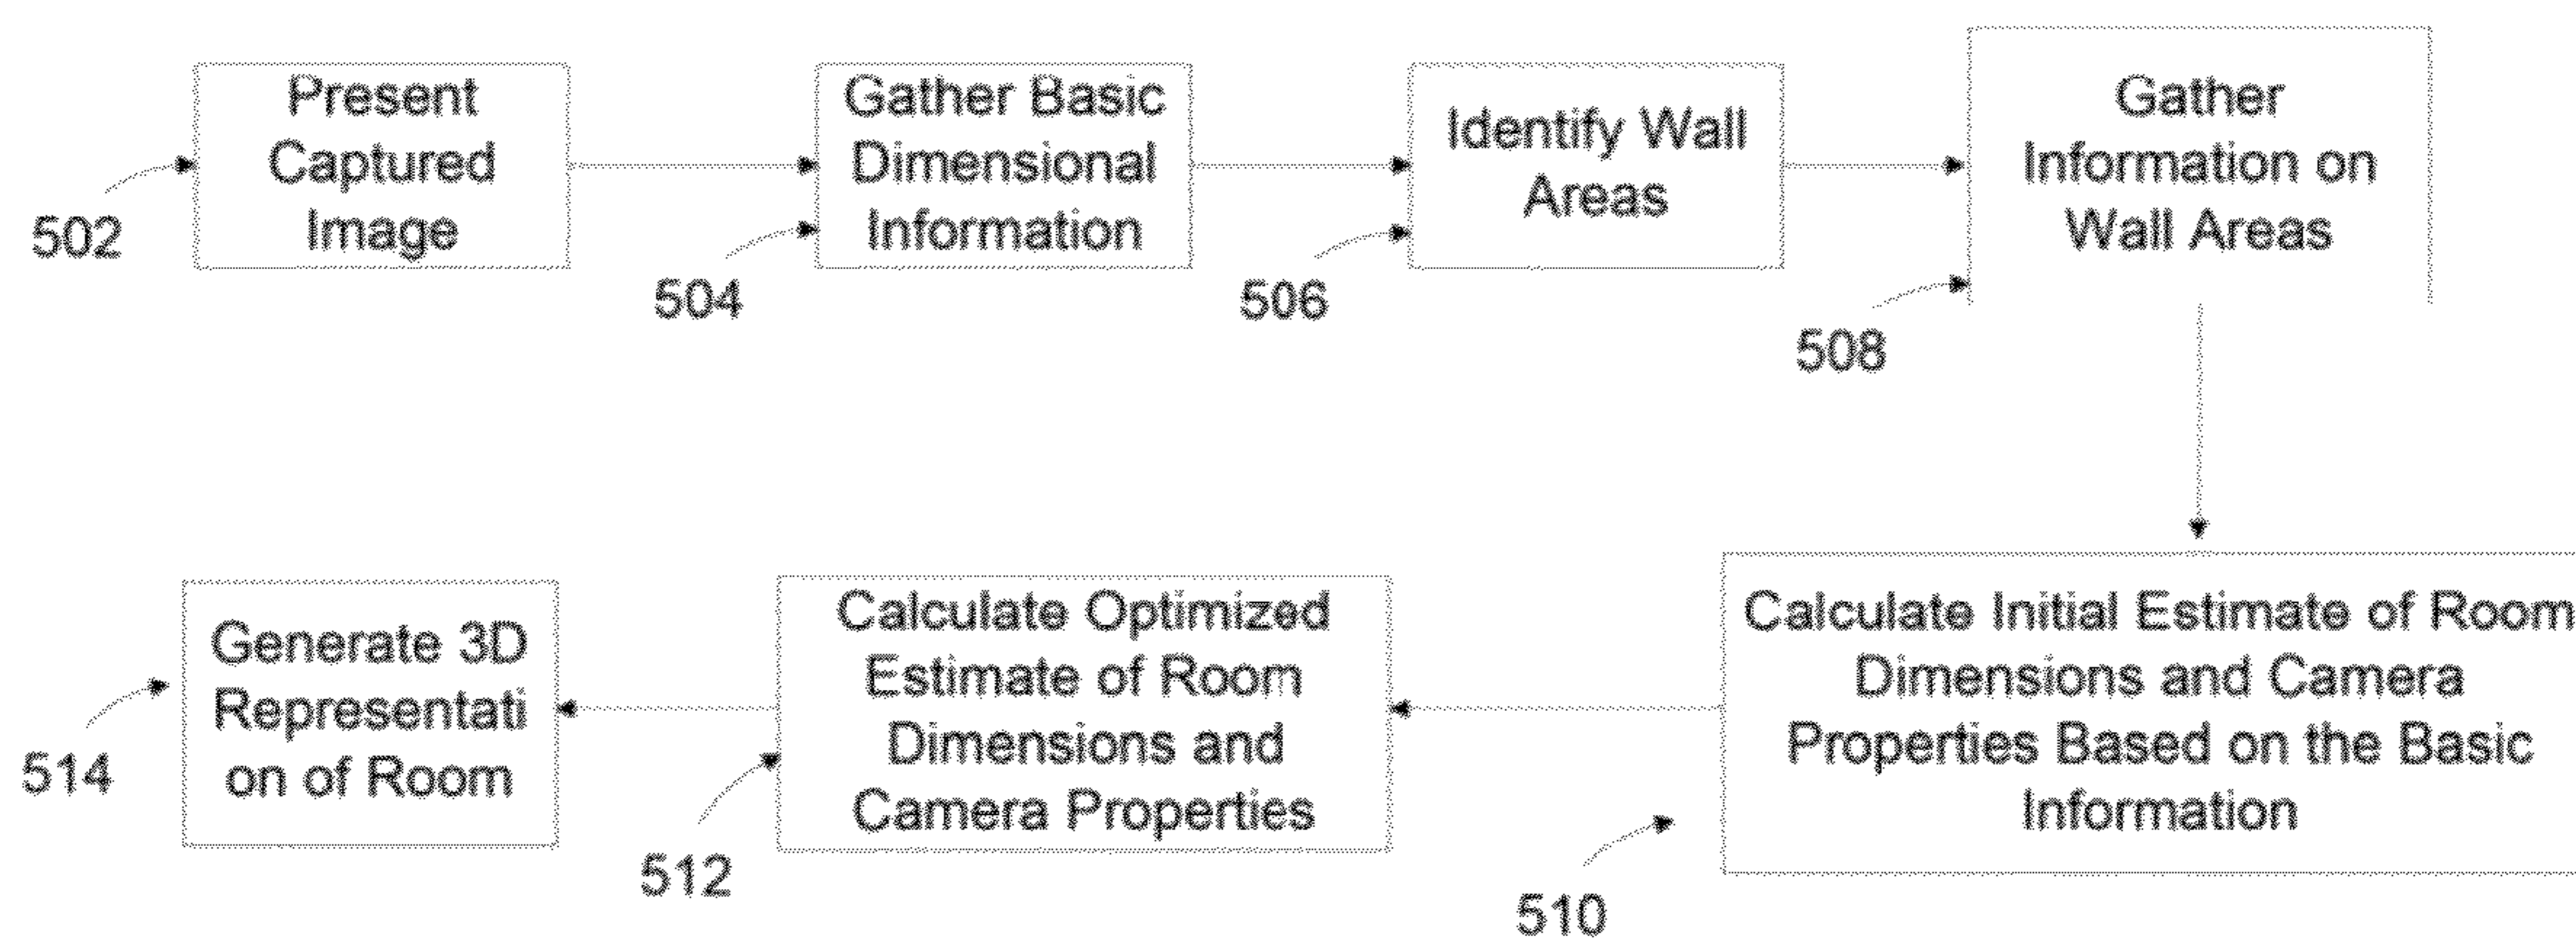 Present
Captured
Image
502
Gather Basic
Dimensional
Information
504
Identify Wall
Areas
506
Gather
Information on
Wall Areas
508
Calculate Initial Estimate of Room
Dimensions and Camera
Properties Based on the Basic
Information
510
Calculate Optimized
Estimate of Room
Dimensions and
Camera Properties
512
Generate 3D
Representati
on of Room
514